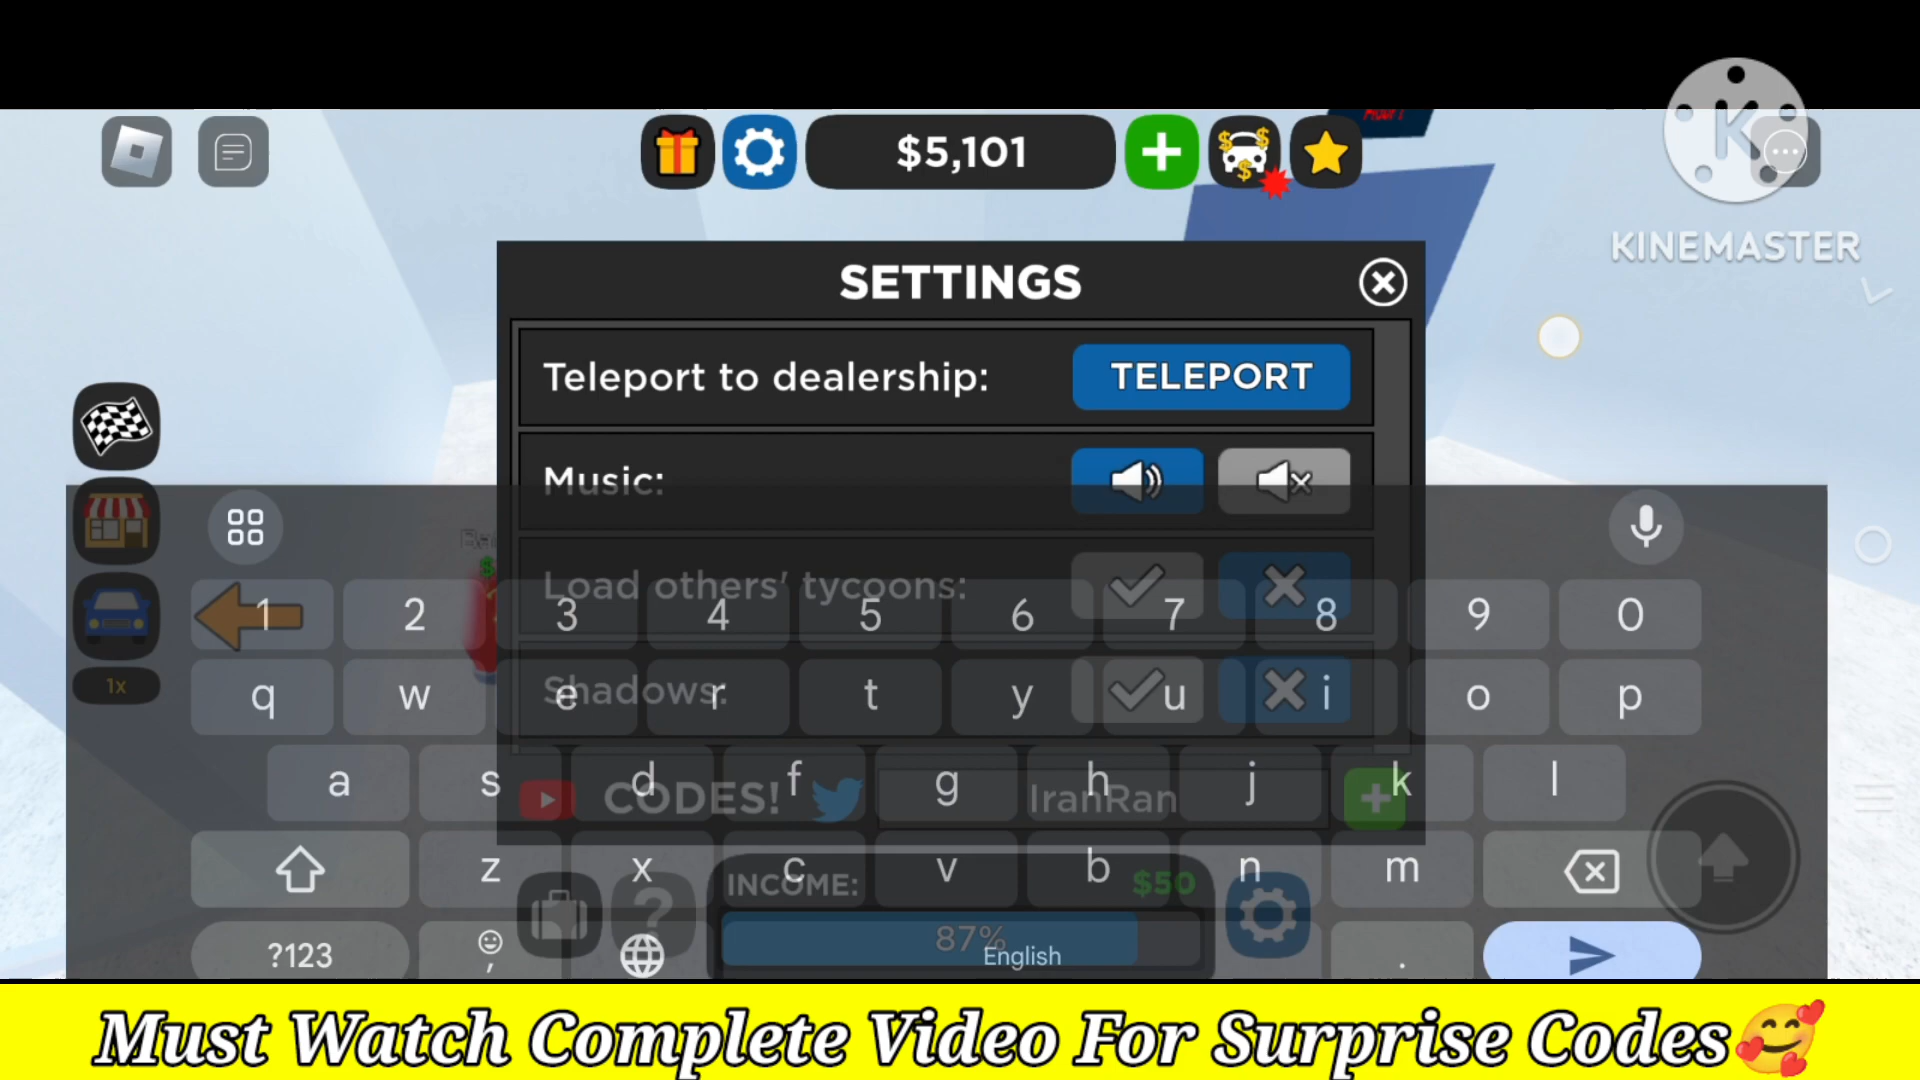 $5,101
KINEMASTER
SETTINGS
Teleport to dealership:
TELEPORT
Music:
Load others' tycoons:
1 2 3 4 5 6 7 8 9 0
1x
Shadows:
q w e r t y u i o p
a s d f g h j k l
CODES!
IranRan
z x c v b n m
INCOME:
$50
87%
?123
,
English
.
Must Watch Complete Video For Surprise Codes🥰